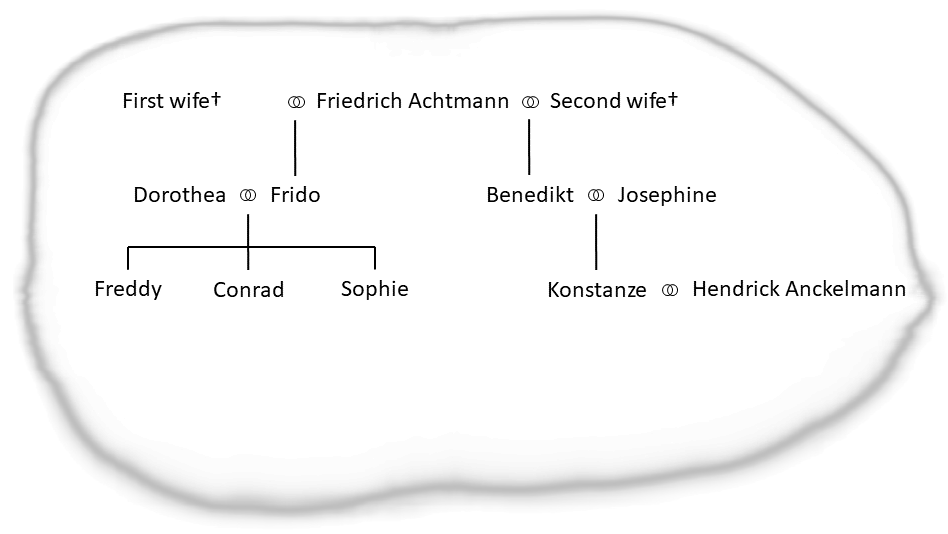 First wife† ⚭ Friedrich Achtmann ⚭ Second wife†
Dorothea ⚭ Frido Benedikt ⚭ Josephine
Freddy Conrad Sophie Konstanze ⚭ Hendrick Anckelmann